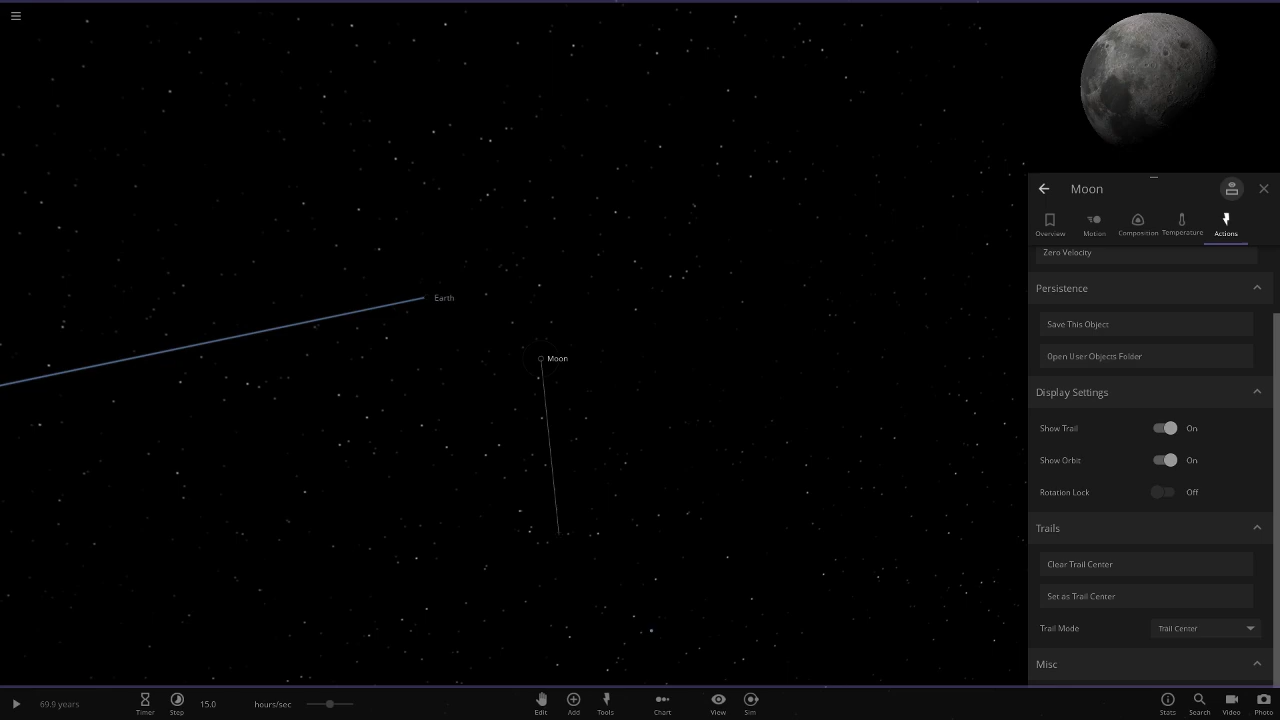 Moon
Overview
Motion
Composition
Temperature
Actions
Zero Velocity
Persistence
Earth
Save This Object
Moon
Open User Objects Folder
Display Settings
Show Trail On
Show Orbit On
Rotation Lock Off
Trails
Clear Trail Center
Set as Trail Center
Trail Mode Trail Center
Misc
69.9 years
Timer
Step
15.0 hours/sec
Edit
Add
Tools
Chart
View
Sim
Stats
Search
Video
Photo